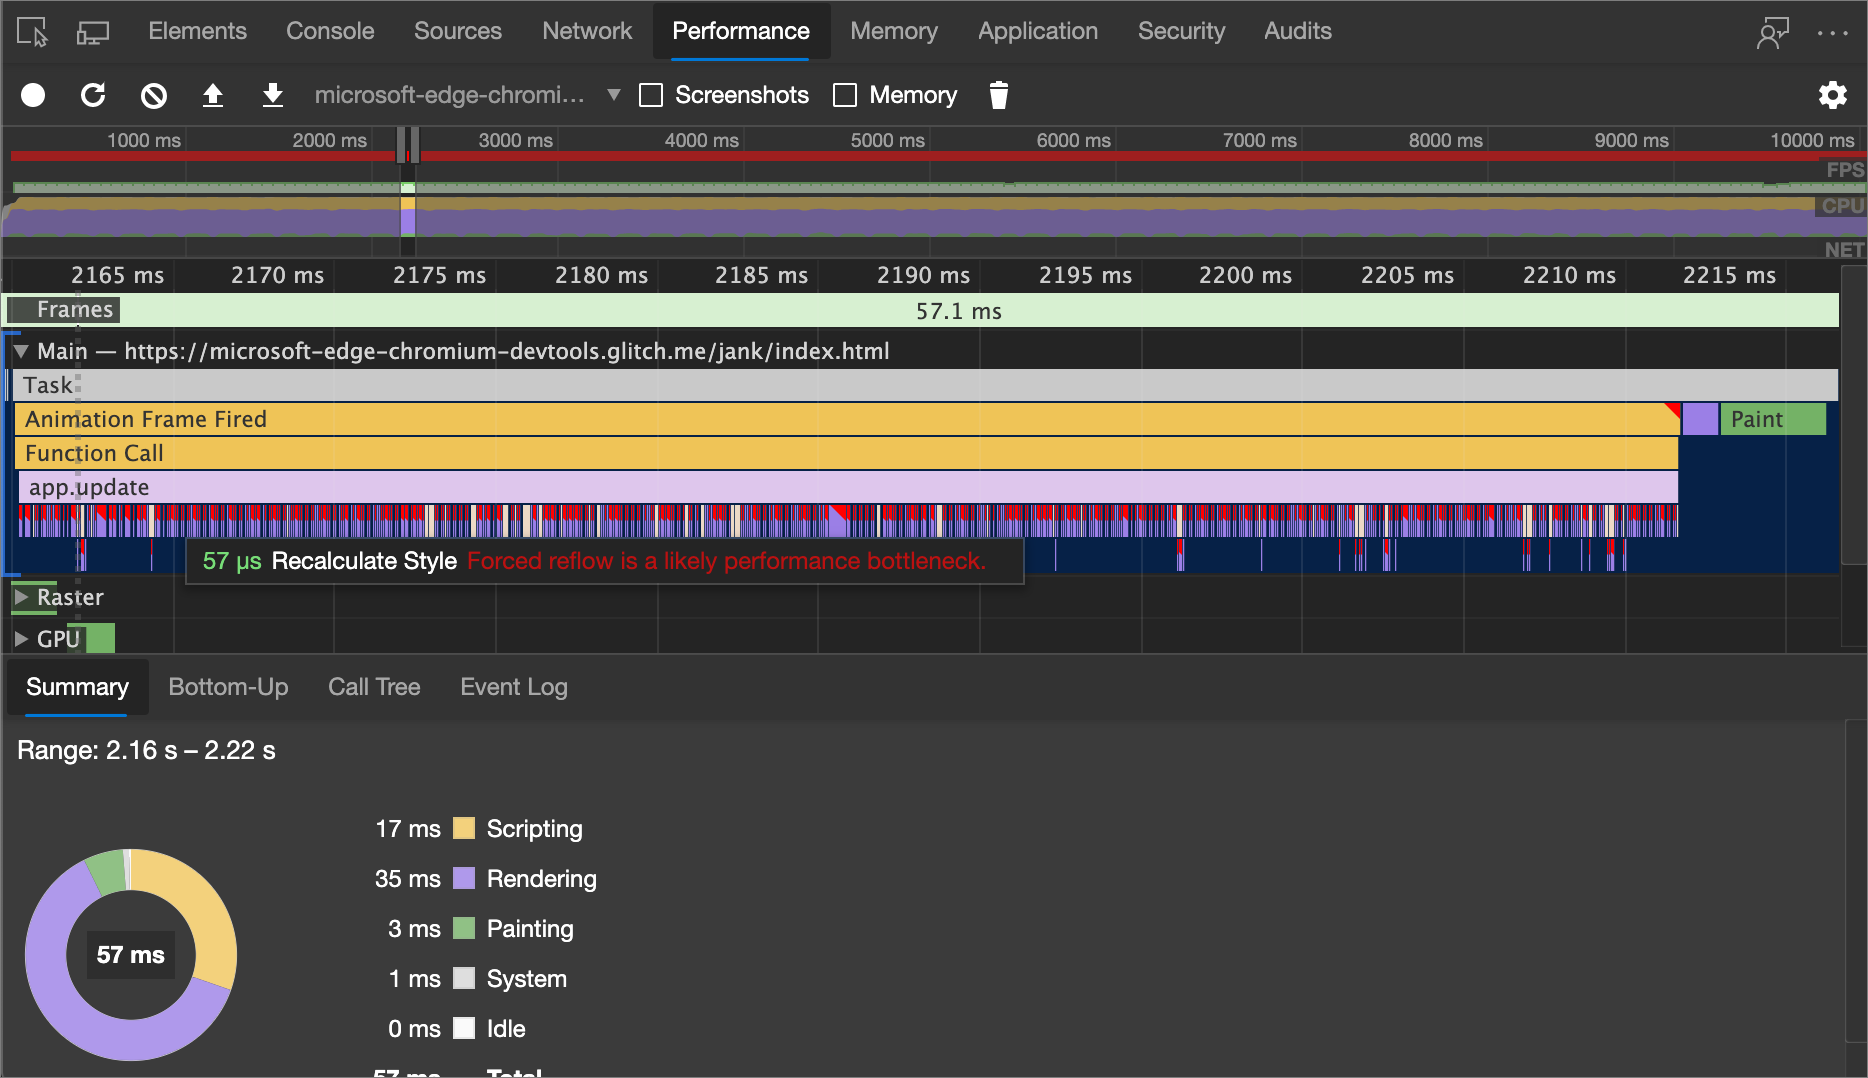 Elements Console Sources Network Performance Memory Application Security Audits
microsoft-edge-chromi... Screenshots Memory
1000 ms 2000 ms 3000 ms 4000 ms 5000 ms 6000 ms 7000 ms 8000 ms 9000 ms 10000 ms
FPS
CPU
NET
2165 ms 2170 ms 2175 ms 2180 ms 2185 ms 2190 ms 2195 ms 2200 ms 2205 ms 2210 ms 2215 ms
Frames 57.1 ms
Main — https://microsoft-edge-chromium-devtools.glitch.me/jank/index.html
Task
Animation Frame Fired Paint
Function Call
app.update
57 μs Recalculate Style Forced reflow is a likely performance bottleneck.
Raster
GPU
Summary Bottom-Up Call Tree Event Log
Range: 2.16 s – 2.22 s
17 ms Scripting
35 ms Rendering
3 ms Painting
57 ms
1 ms System
0 ms Idle
57 ms Total